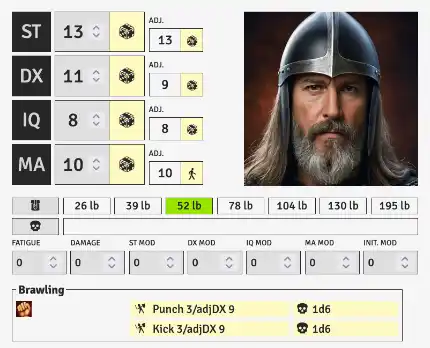 ST 13 ADJ. 13
DX 11 ADJ. 9
IQ 8 ADJ. 8
MA 10 ADJ. 10
26 lb 39 lb 52 lb 78 lb 104 lb 130 lb 195 lb
FATIGUE DAMAGE ST MOD DX MOD IQ MOD MA MOD INIT. MOD
0 0 0 0 0 0 0
Brawling
Punch 3/adjDX 9 1d6
Kick 3/adjDX 9 1d6